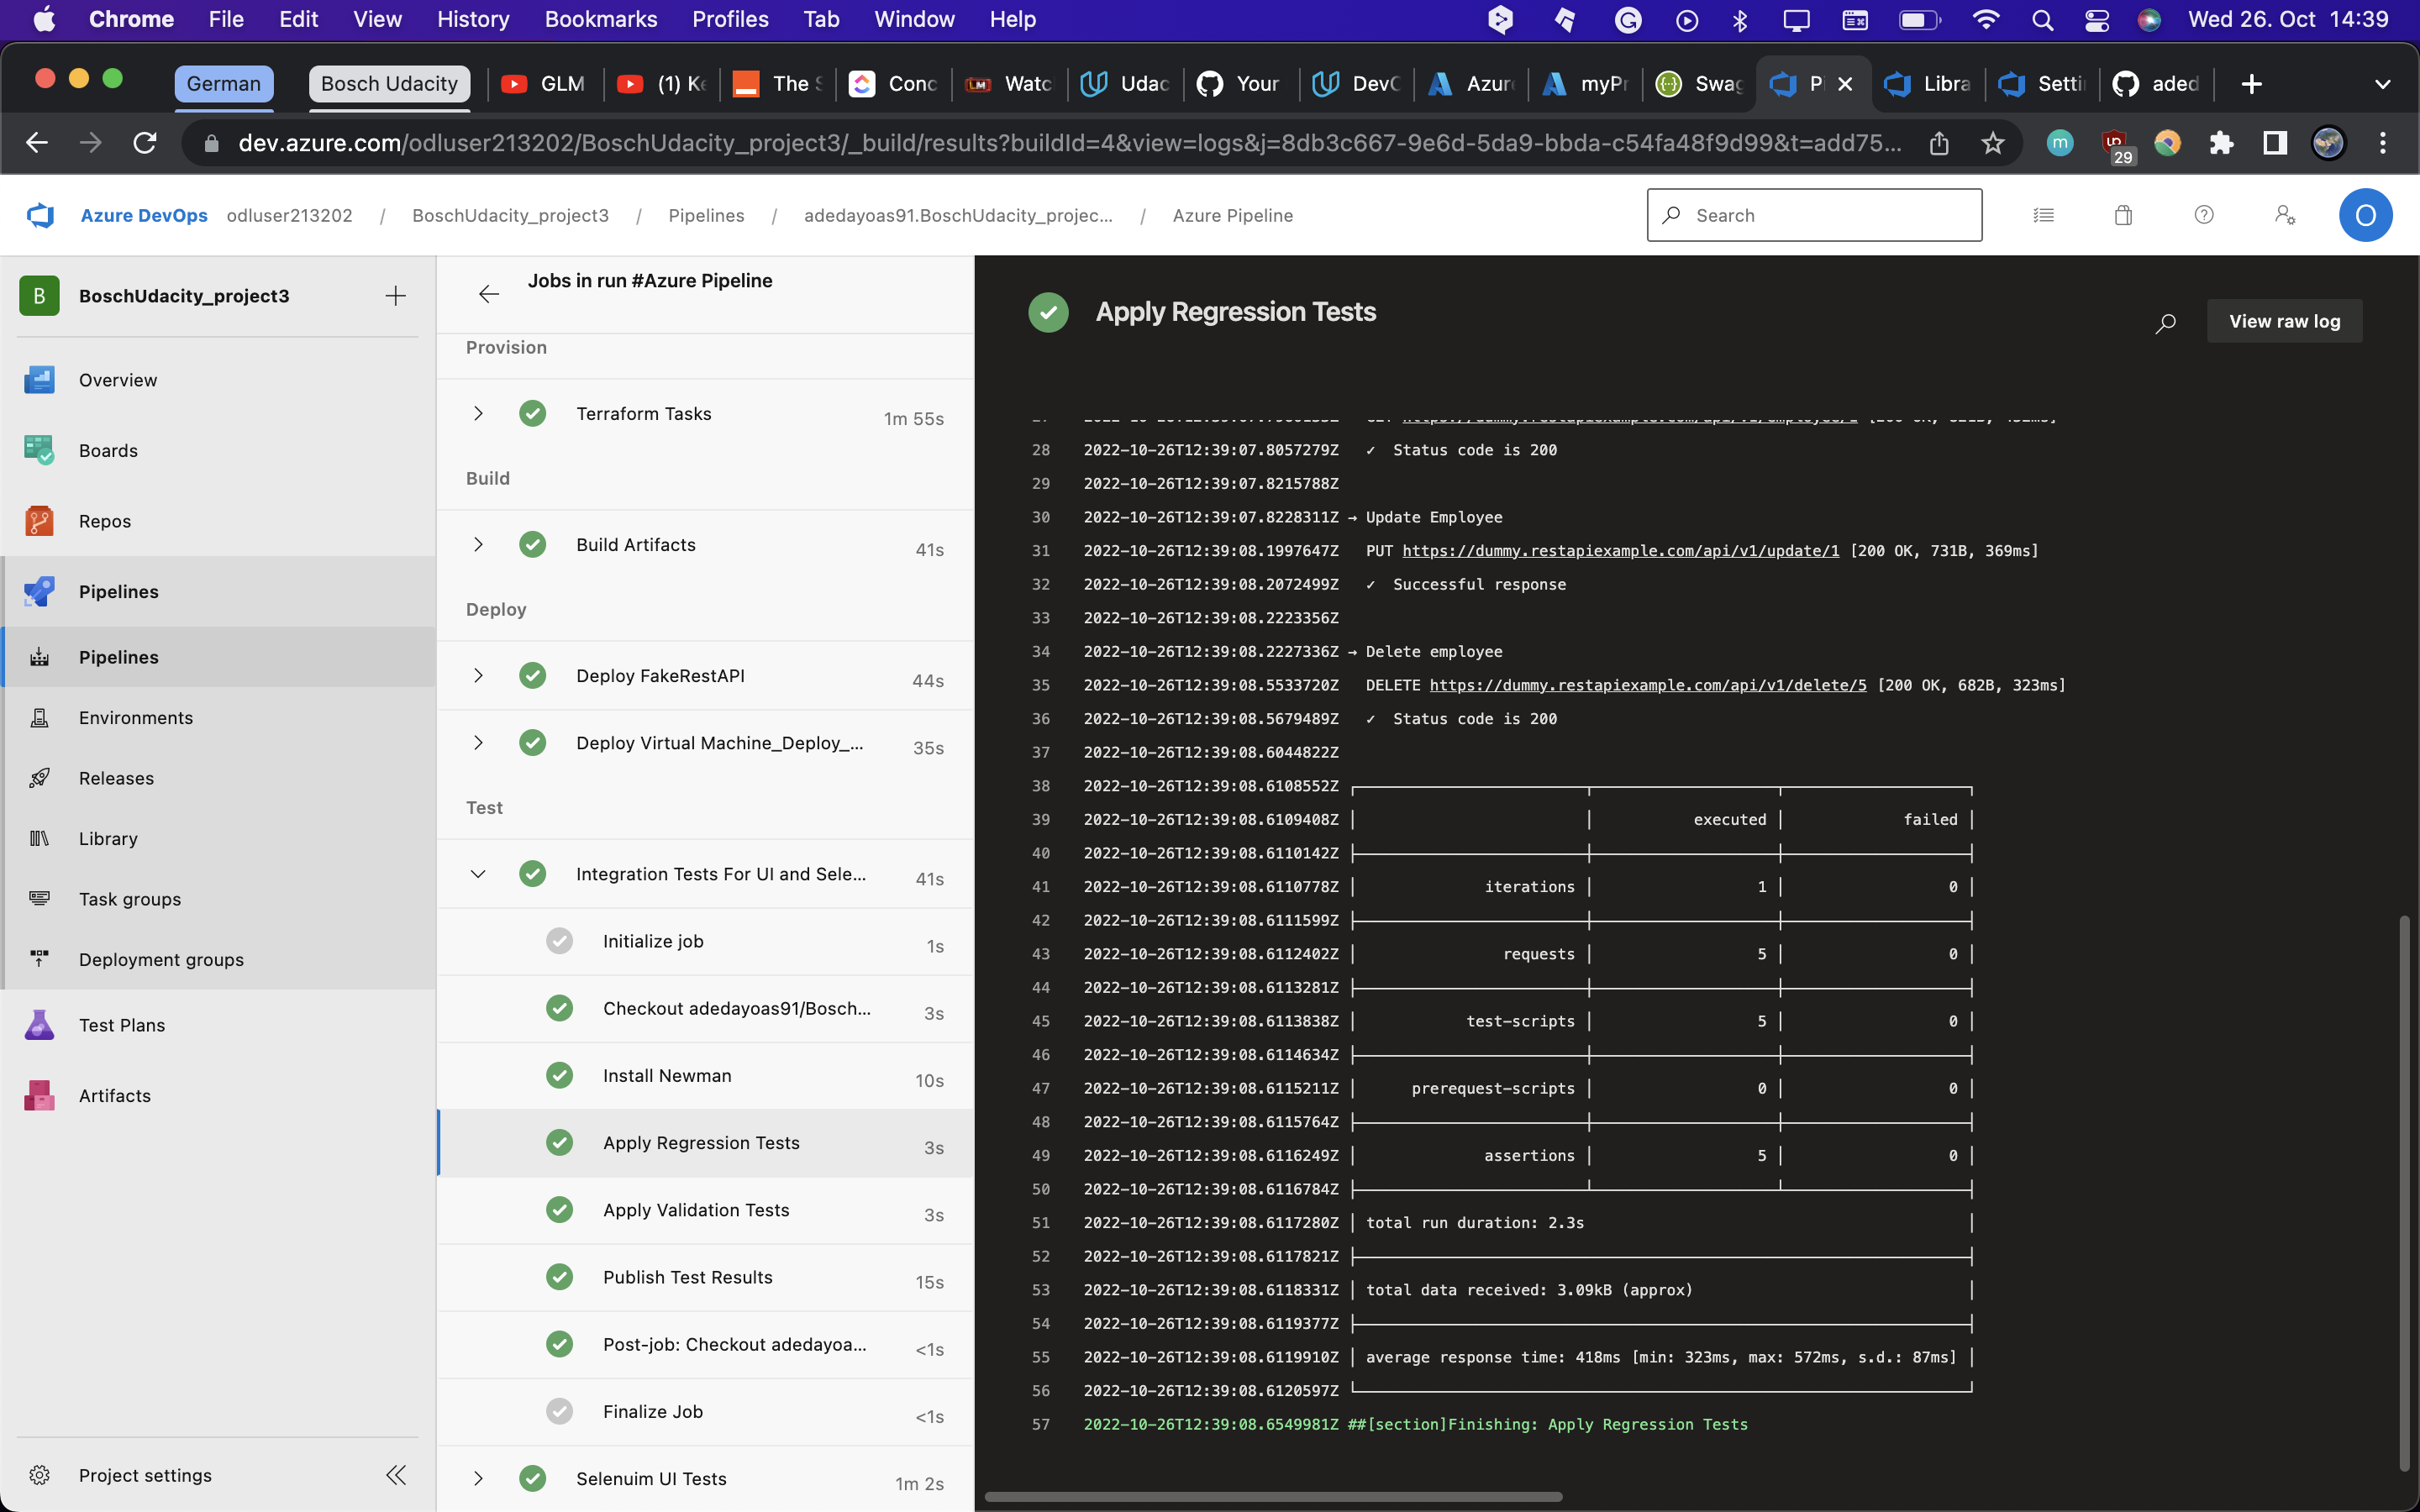 Chrome File Edit View History Bookmarks Profiles Tab Window Help Wed 26. Oct 14:39
German Bosch Udacity GLM (1) Ke The S Conc Watc Udac Your DevC Azur myPr Swag Pi Libra Setti aded
dev.azure.com/odluser213202/BoschUdacity_project3/_build/results?buildId=4&view=logs&j=8db3c667-9e6d-5da9-bbda-c54fa48f9d99&t=add75... m 29
Azure DevOps odluser213202 / BoschUdacity_project3 / Pipelines / adedayoas91.BoschUdacity_projec... / Azure Pipeline Search O
B BoschUdacity_project3
Overview
Boards
Repos
Pipelines
Pipelines
Environments
Releases
Library
Task groups
Deployment groups
Test Plans
Artifacts
Project settings
Jobs in run #Azure Pipeline
Provision
Terraform Tasks 1m 55s
Build
Build Artifacts 41s
Deploy
Deploy FakeRestAPI 44s
Deploy Virtual Machine_Deploy_... 35s
Test
Integration Tests For UI and Sele... 41s
Initialize job 1s
Checkout adedayoas91/Bosch... 3s
Install Newman 10s
Apply Regression Tests 3s
Apply Validation Tests 3s
Publish Test Results 15s
Post-job: Checkout adedayoa... <1s
Finalize Job <1s
Selenuim UI Tests 1m 2s
Apply Regression Tests
View raw log
28 2022-10-26T12:39:07.8057279Z ✓ Status code is 200
29 2022-10-26T12:39:07.8215788Z
30 2022-10-26T12:39:07.8228311Z → Update Employee
31 2022-10-26T12:39:08.1997647Z PUT https://dummy.restapiexample.com/api/v1/update/1 [200 OK, 731B, 369ms]
32 2022-10-26T12:39:08.2072499Z ✓ Successful response
33 2022-10-26T12:39:08.2223356Z
34 2022-10-26T12:39:08.2227336Z → Delete employee
35 2022-10-26T12:39:08.5533720Z DELETE https://dummy.restapiexample.com/api/v1/delete/5 [200 OK, 682B, 323ms]
36 2022-10-26T12:39:08.5679489Z ✓ Status code is 200
37 2022-10-26T12:39:08.6044822Z
38 2022-10-26T12:39:08.6108552Z
39 2022-10-26T12:39:08.6109408Z executed failed
40 2022-10-26T12:39:08.6110142Z
41 2022-10-26T12:39:08.6110778Z iterations 1 0
42 2022-10-26T12:39:08.6111599Z
43 2022-10-26T12:39:08.6112402Z requests 5 0
44 2022-10-26T12:39:08.6113281Z
45 2022-10-26T12:39:08.6113838Z test-scripts 5 0
46 2022-10-26T12:39:08.6114634Z
47 2022-10-26T12:39:08.6115211Z prerequest-scripts 0 0
48 2022-10-26T12:39:08.6115764Z
49 2022-10-26T12:39:08.6116249Z assertions 5 0
50 2022-10-26T12:39:08.6116784Z
51 2022-10-26T12:39:08.6117280Z total run duration: 2.3s
52 2022-10-26T12:39:08.6117821Z
53 2022-10-26T12:39:08.6118331Z total data received: 3.09kB (approx)
54 2022-10-26T12:39:08.6119377Z
55 2022-10-26T12:39:08.6119910Z average response time: 418ms [min: 323ms, max: 572ms, s.d.: 87ms]
56 2022-10-26T12:39:08.6120597Z
57 2022-10-26T12:39:08.6549981Z ##[section]Finishing: Apply Regression Tests